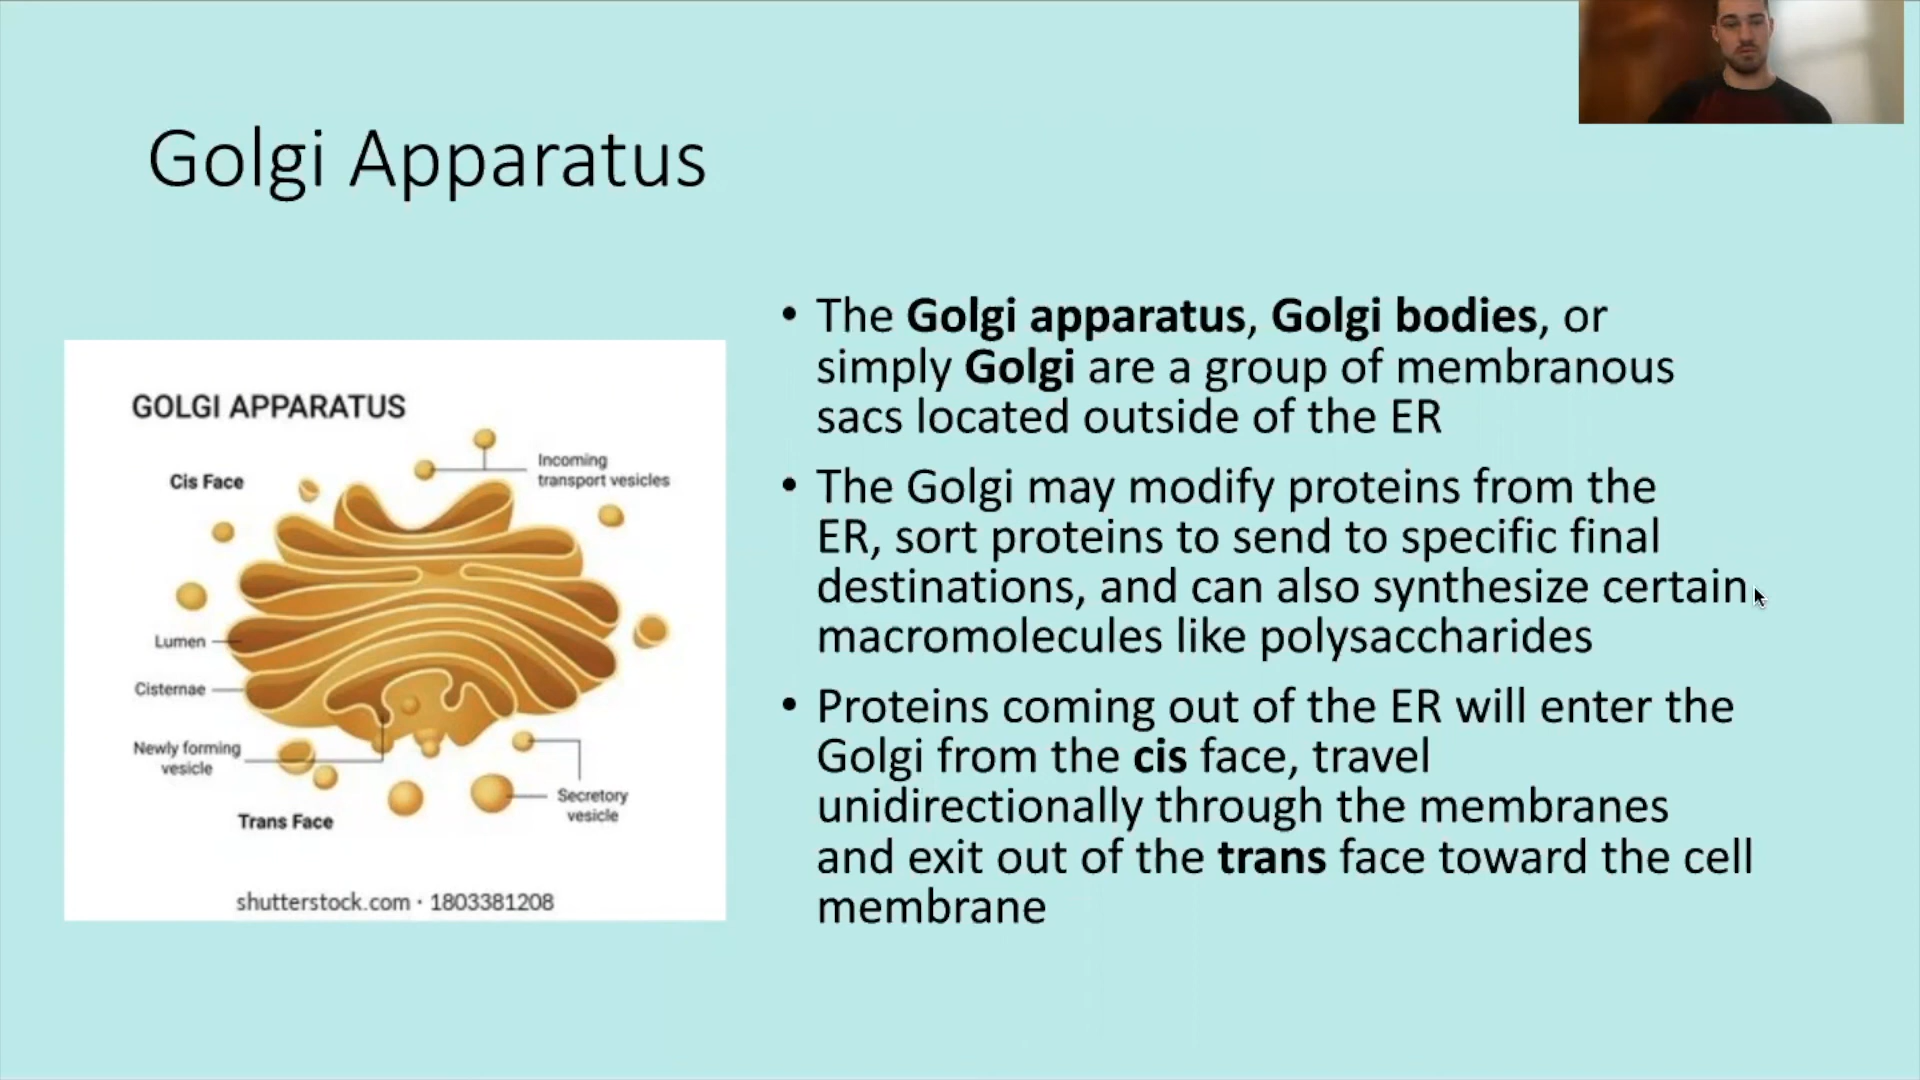 Golgi Apparatus
GOLGI APPARATUS
Cis Face
Incoming
transport vesicles
Lumen
Cisternae
Newly forming
vesicle
Trans Face
Secretory
vesicle
shutterstock.com · 1803381208
• The Golgi apparatus, Golgi bodies, or
simply Golgi are a group of membranous
sacs located outside of the ER
• The Golgi may modify proteins from the
ER, sort proteins to send to specific final
destinations, and can also synthesize certain
macromolecules like polysaccharides
• Proteins coming out of the ER will enter the
Golgi from the cis face, travel
unidirectionally through the membranes
and exit out of the trans face toward the cell
membrane